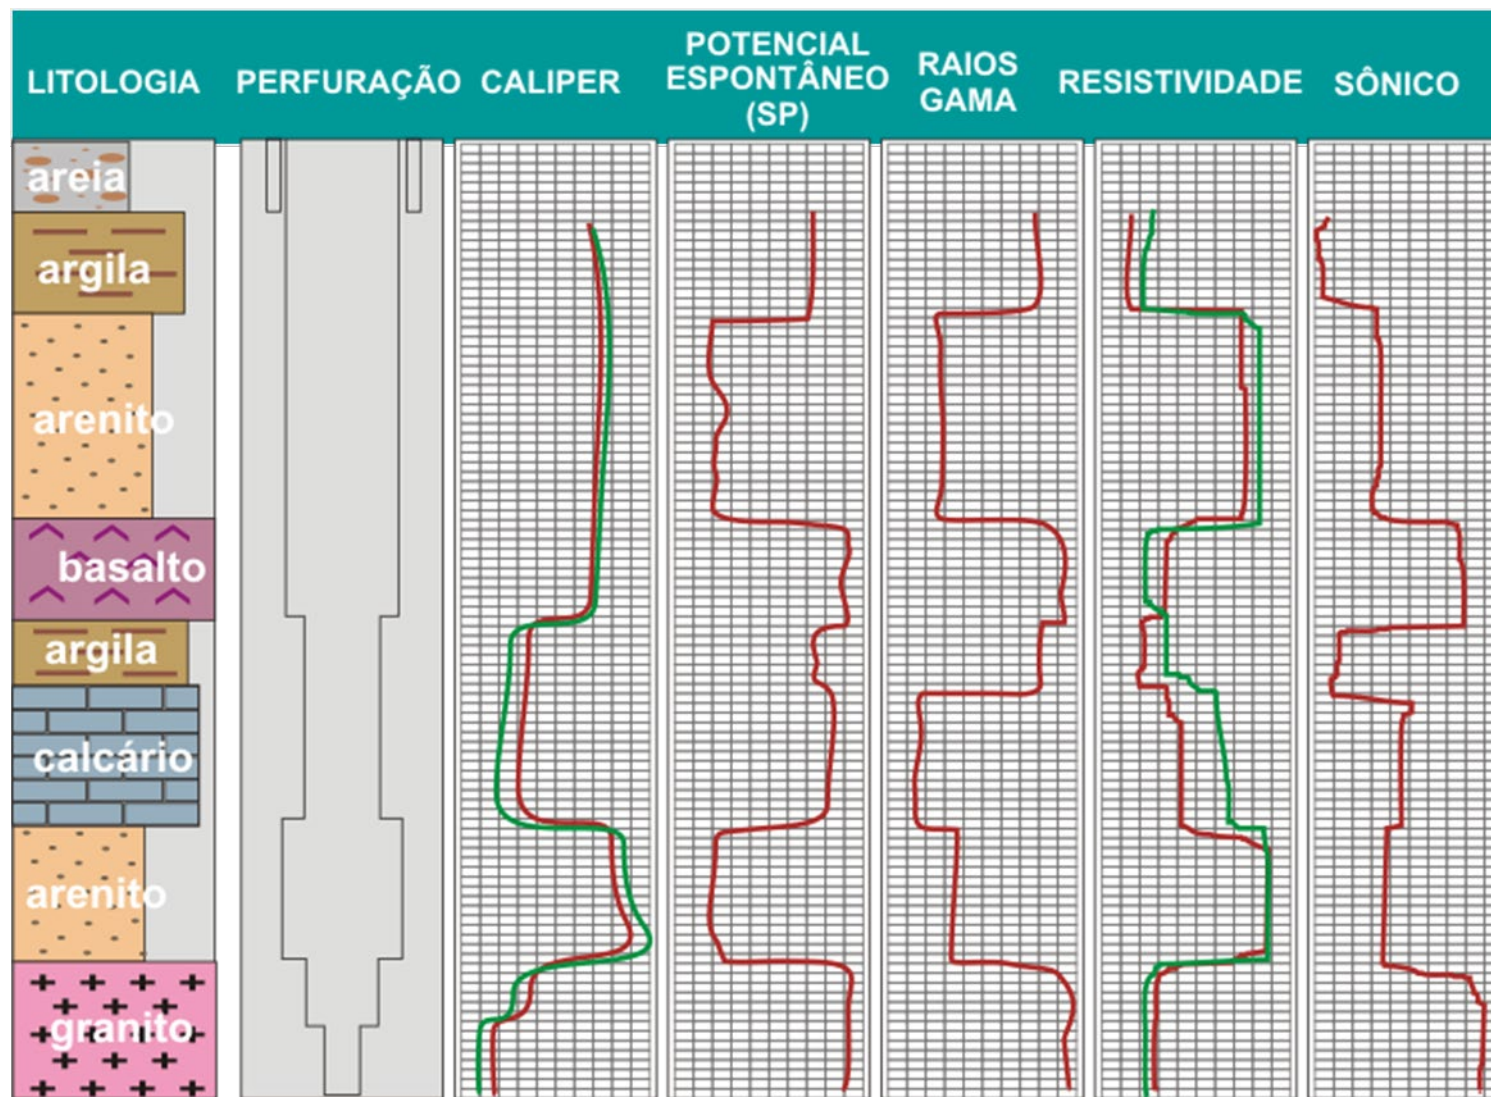 LITOLOGIA
PERFURAÇÃO
CALIPER
POTENCIAL
ESPONTÂNEO
(SP)
RAIOS
GAMA
RESISTIVIDADE
SÔNICO
areia
argila
arenito
basalto
argila
calcário
arenito
granito